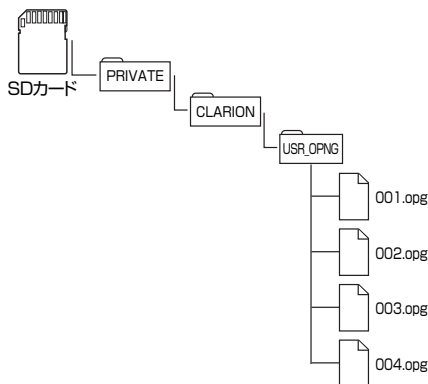 SDカード
PRIVATE
CLARION
USR_OPNG
001.opg
002.opg
003.opg
004.opg